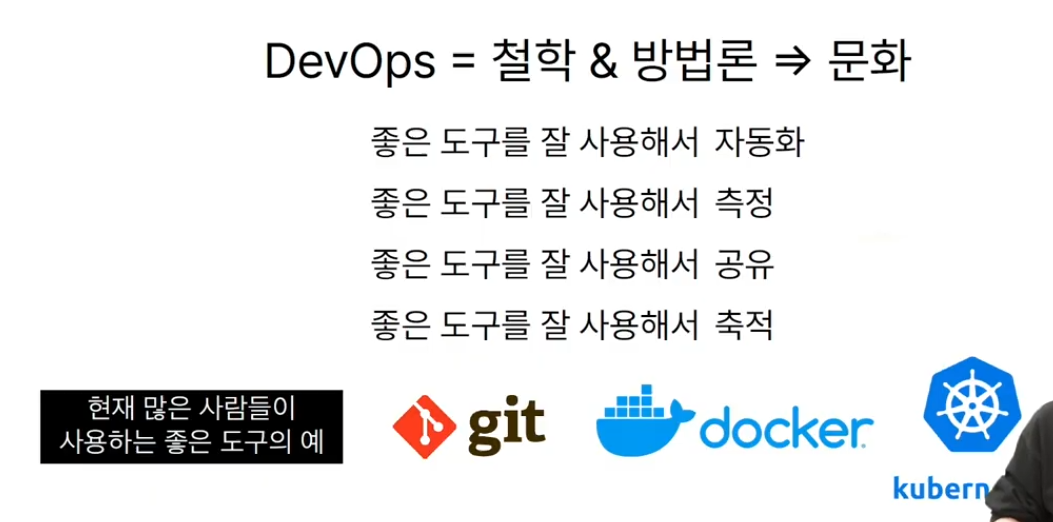 DevOps = 철학 & 방법론 ⇒ 문화
좋은 도구를 잘 사용해서 자동화
좋은 도구를 잘 사용해서 측정
좋은 도구를 잘 사용해서 공유
좋은 도구를 잘 사용해서 축적
현재 많은 사람들이
사용하는 좋은 도구의 예
git
docker
kubern